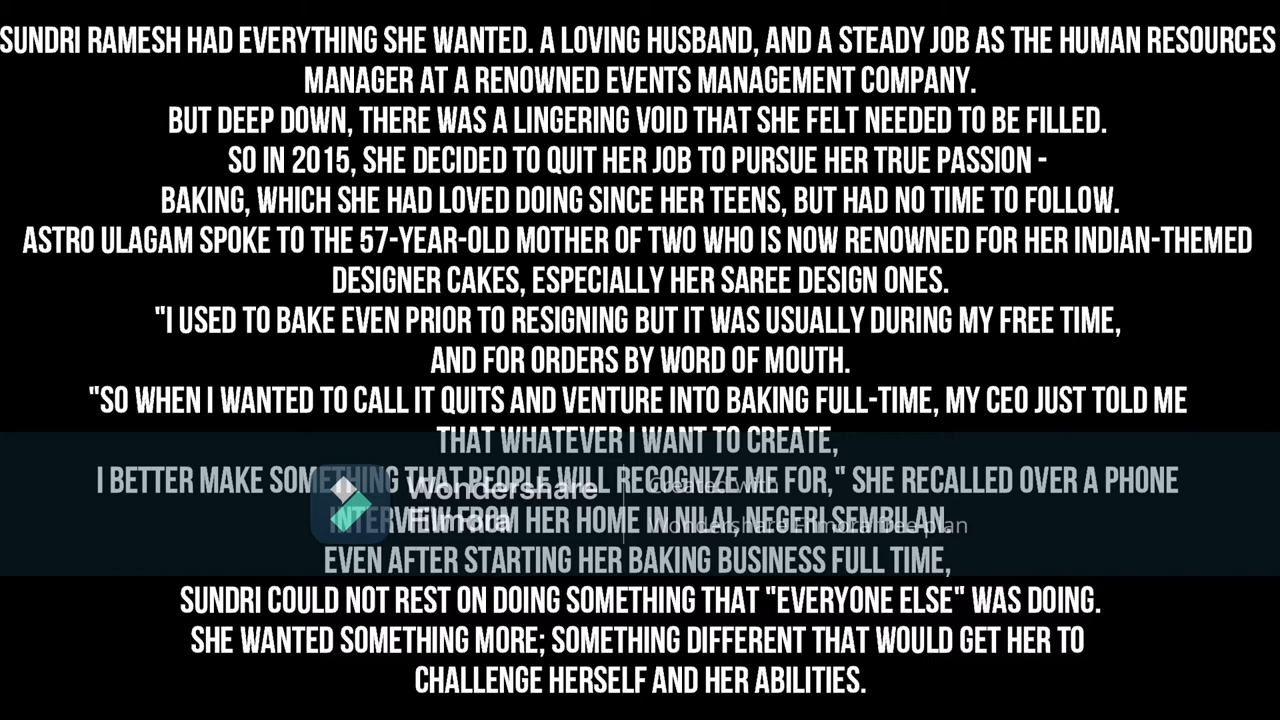 SUNDRI RAMESH HAD EVERYTHING SHE WANTED. A LOVING HUSBAND, AND A STEADY JOB AS THE HUMAN RESOURCES
MANAGER AT A RENOWNED EVENTS MANAGEMENT COMPANY.
BUT DEEP DOWN, THERE WAS A LINGERING VOID THAT SHE FELT NEEDED TO BE FILLED.
SO IN 2015, SHE DECIDED TO QUIT HER JOB TO PURSUE HER TRUE PASSION -
BAKING, WHICH SHE HAD LOVED DOING SINCE HER TEENS, BUT HAD NO TIME TO FOLLOW.
ASTRO ULAGAM SPOKE TO THE 57-YEAR-OLD MOTHER OF TWO WHO IS NOW RENOWNED FOR HER INDIAN-THEMED
DESIGNER CAKES, ESPECIALLY HER SAREE DESIGN ONES.
"I USED TO BAKE EVEN PRIOR TO RESIGNING BUT IT WAS USUALLY DURING MY FREE TIME,
AND FOR ORDERS BY WORD OF MOUTH.
"SO WHEN I WANTED TO CALL IT QUITS AND VENTURE INTO BAKING FULL-TIME, MY CEO JUST TOLD ME
THAT WHATEVER I WANT TO CREATE,
I BETTER MAKE SOMETHING THAT PEOPLE WILL RECOGNIZE ME FOR," SHE RECALLED OVER A PHONE
INTERVIEW FROM HER HOME IN NILAI, NEGERI SEMBILAN.
EVEN AFTER STARTING HER BAKING BUSINESS FULL TIME,
SUNDRI COULD NOT REST ON DOING SOMETHING THAT "EVERYONE ELSE" WAS DOING.
SHE WANTED SOMETHING MORE; SOMETHING DIFFERENT THAT WOULD GET HER TO
CHALLENGE HERSELF AND HER ABILITIES.
Wondershare
Filmora
Created with
Wondershare Filmora free plan